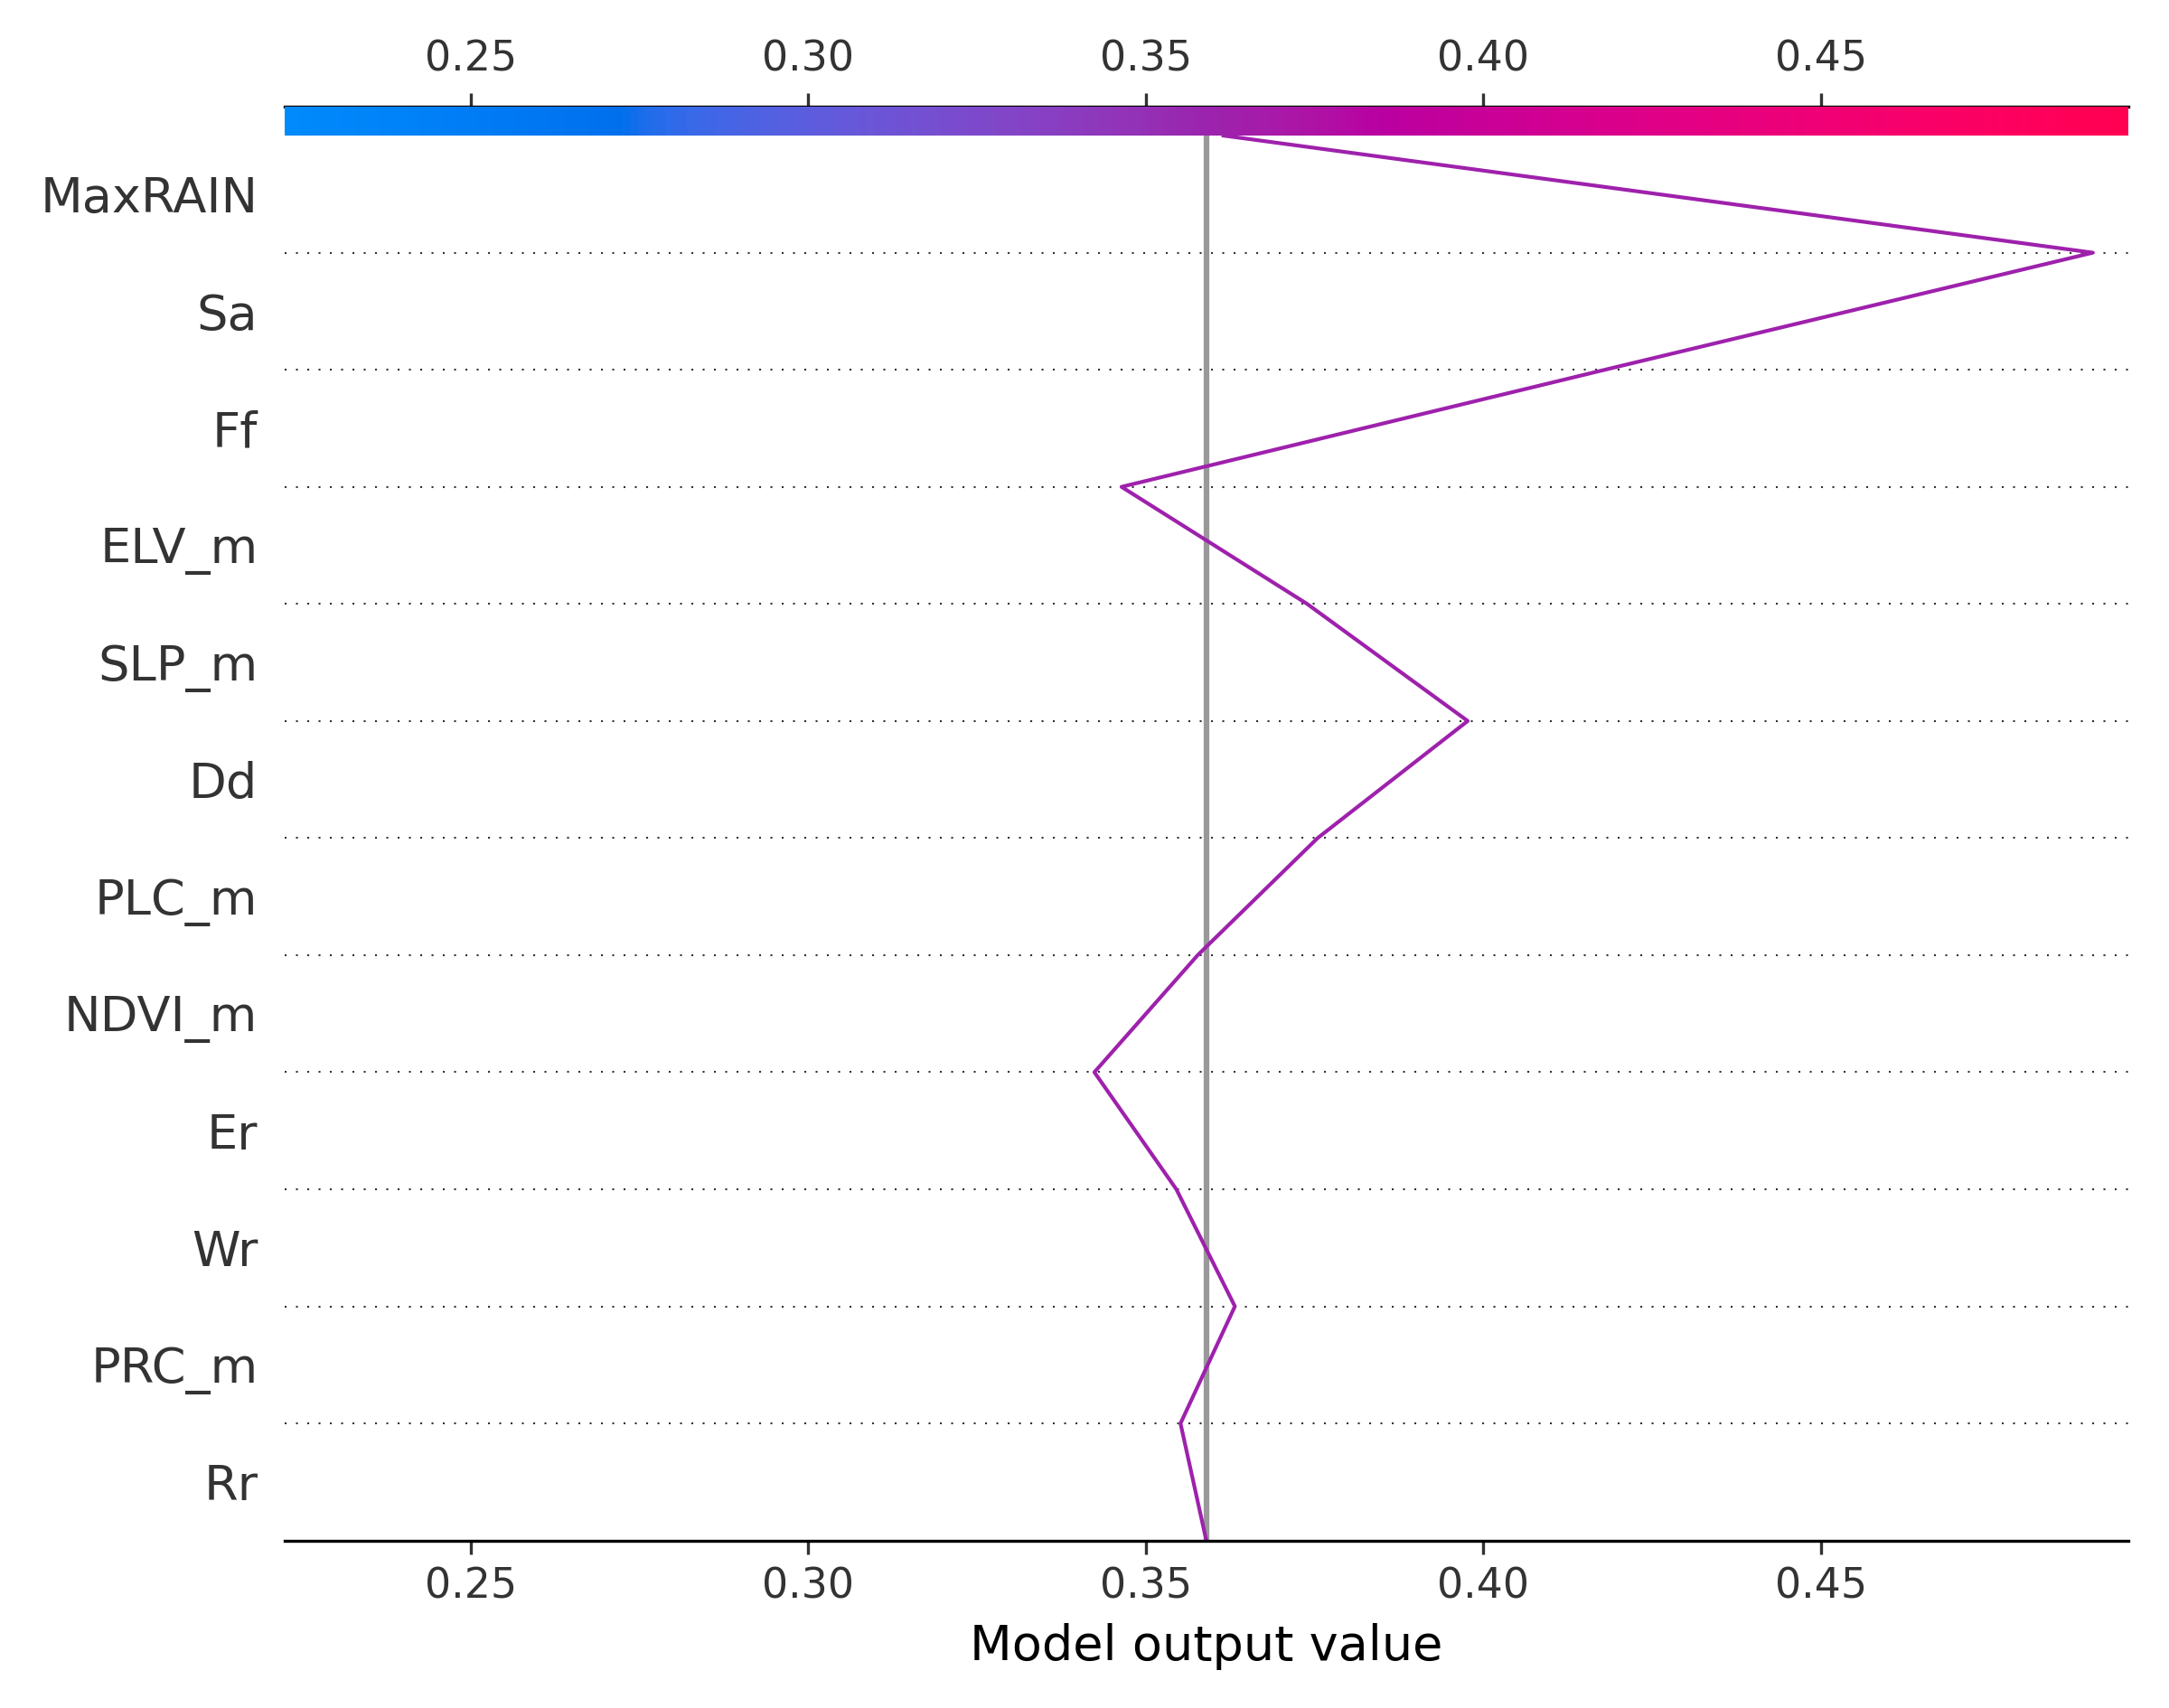 0.25 0.30 0.35 0.40 0.45
MaxRAIN
Sa
Ff
ELV_m
SLP_m
Dd
PLC_m
NDVI_m
Er
Wr
PRC_m
Rr
0.25 0.30 0.35 0.40 0.45
Model output value